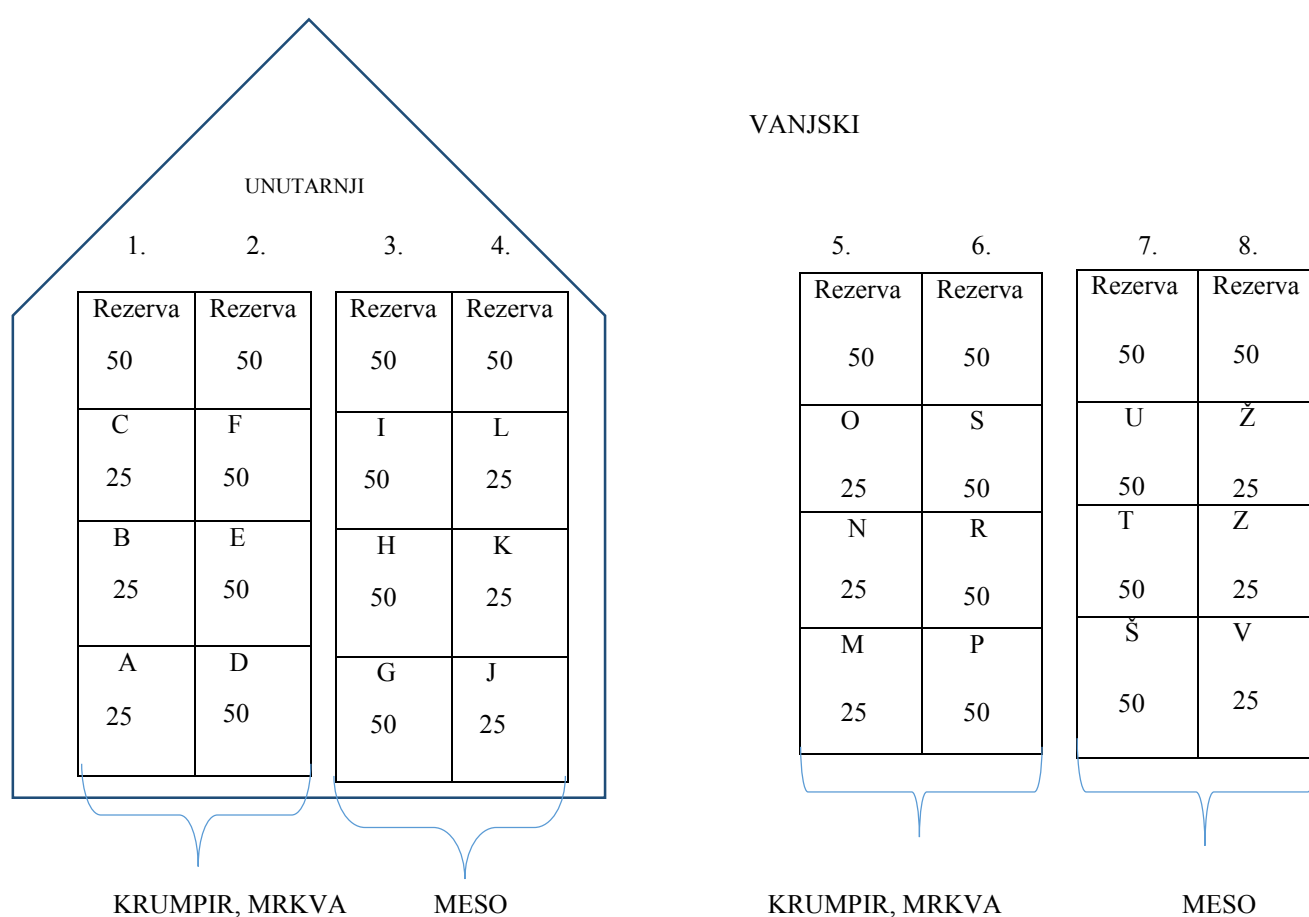 VANJSKI
UNUTARNJI
1. 2. 3. 4. 5. 6. 7. 8.
Rezerva Rezerva Rezerva Rezerva Rezerva Rezerva Rezerva Rezerva
50 50 50 50 50 50 50 50
C F I L O S U Ž
25 50 50 25 25 50 50 25
B E H K N R T Z
25 50 50 25 25 50 50 25
A D G J M P Š V
25 50 50 25 25 50 50 25
KRUMPIR, MRKVA MESO KRUMPIR, MRKVA MESO